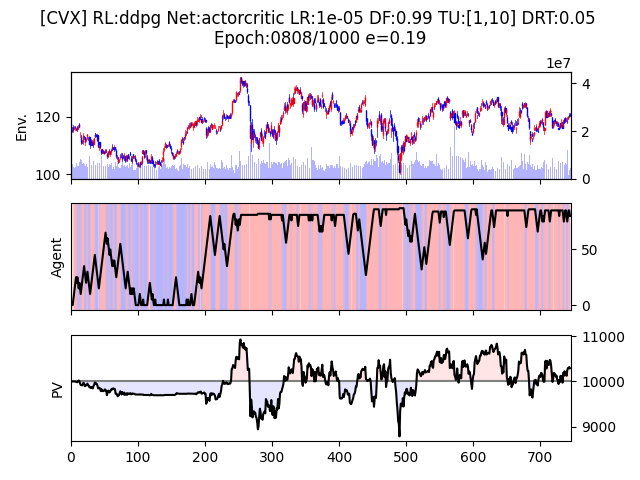 [CVX] RL:ddpg Net:actorcritic LR:1e-05 DF:0.99 TU:[1,10] DRT:0.05
Epoch:0808/1000 e=0.19
1e7
Env.
120
100
4
2
0
Agent
50
0
PV
11000
10000
9000
0 100 200 300 400 500 600 700